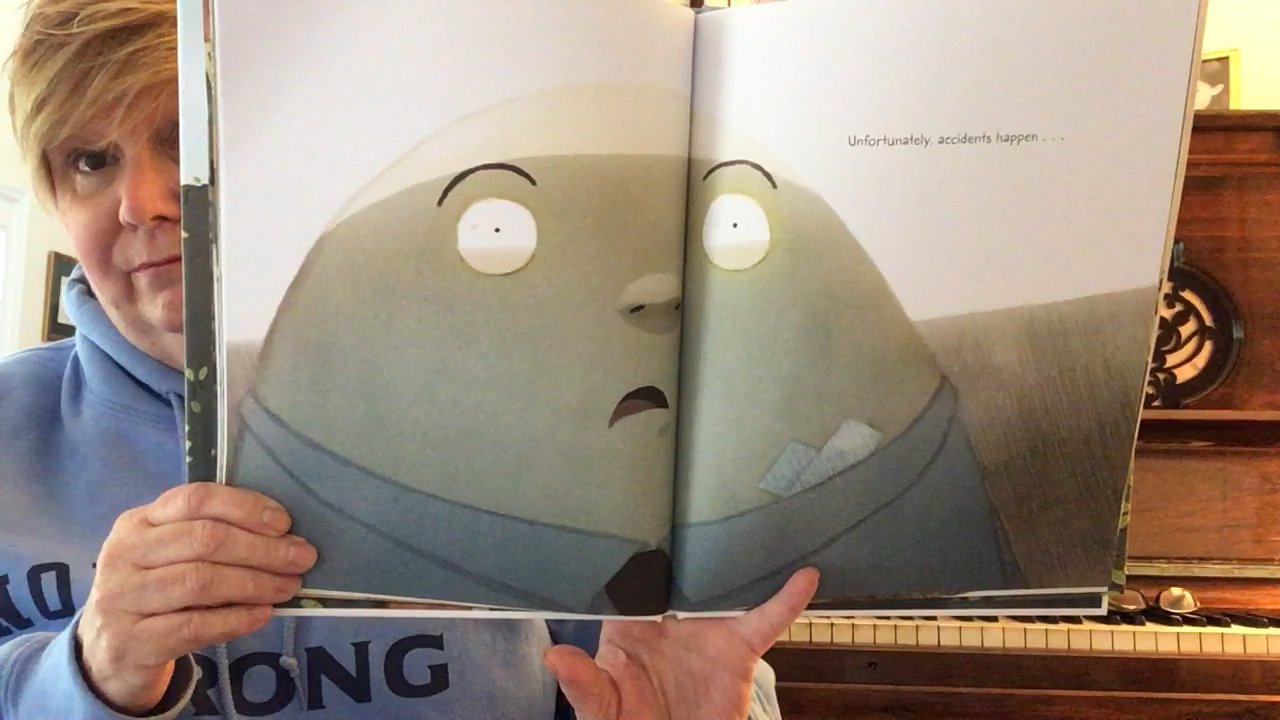 Unfortunately, accidents happen . . .
RONG